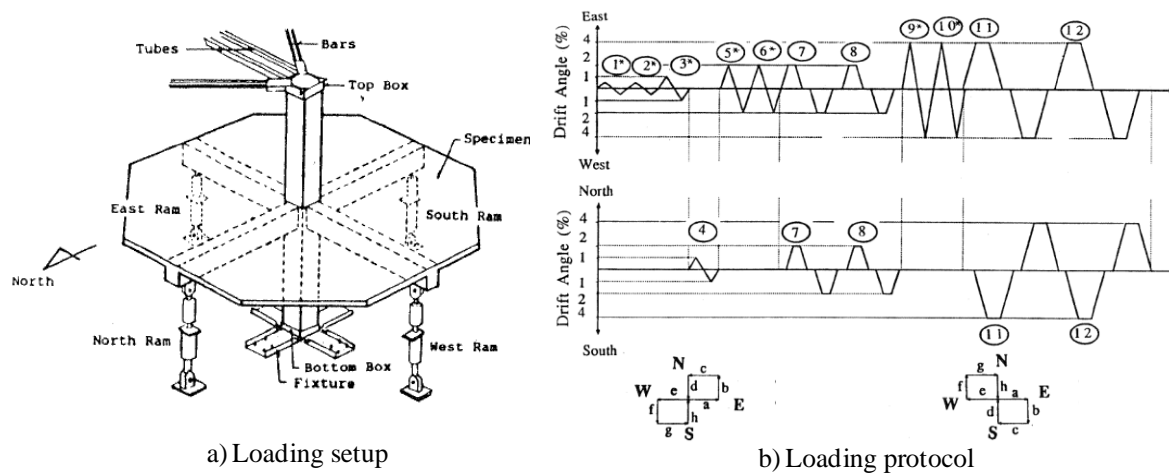 Tubes
Bars
Top Box
Specimen
East Ram
South Ram
North
North Ram
West Ram
Bottom Box
Fixture
a) Loading setup
East
Drift Angle (%)
4
2
1
1
2
4
West
1*
2*
3*
5*
6*
7
8
9*
10*
11
12
North
Drift Angle (%)
4
2
1
1
2
4
South
4
7
8
11
12
N
c
W
e
d
b
f
a
E
h
g
S
g
N
f
e
h
a
E
W
d
b
S
c
b) Loading protocol